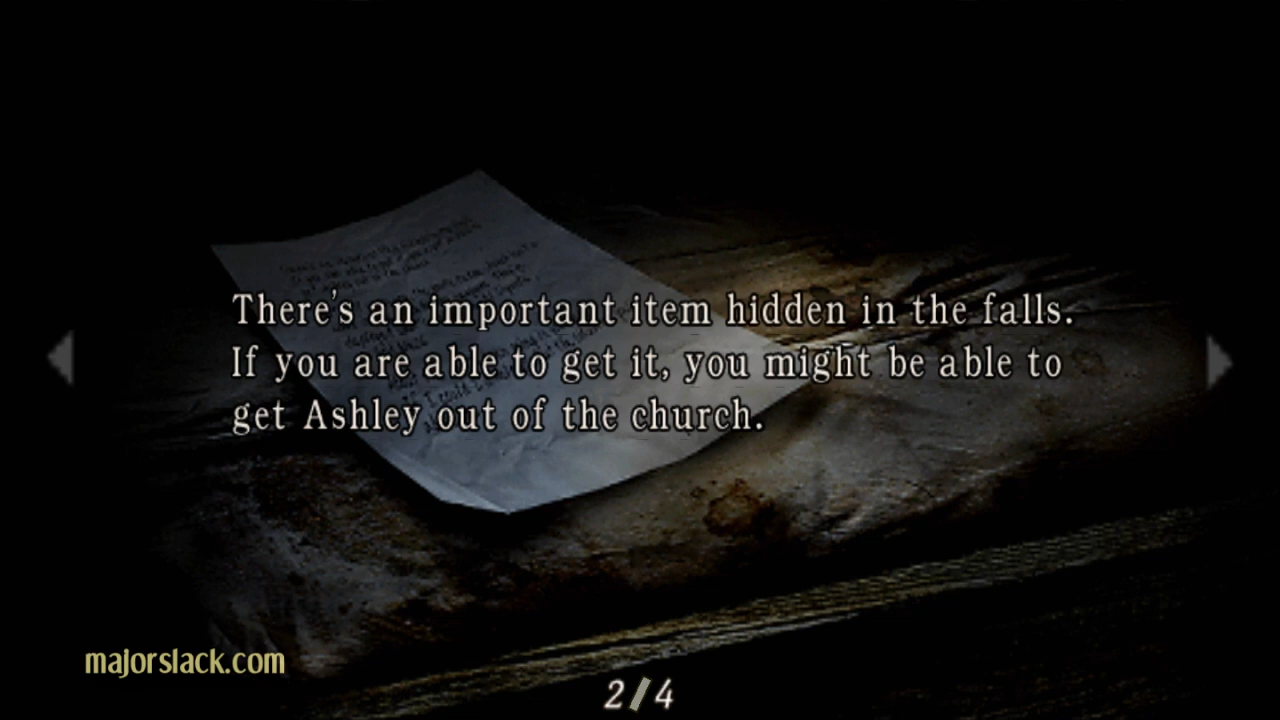 There's an important item hidden in the falls.
If you are able to get it, you might be able to
get Ashley out of the church.
majorslack.com
2/4